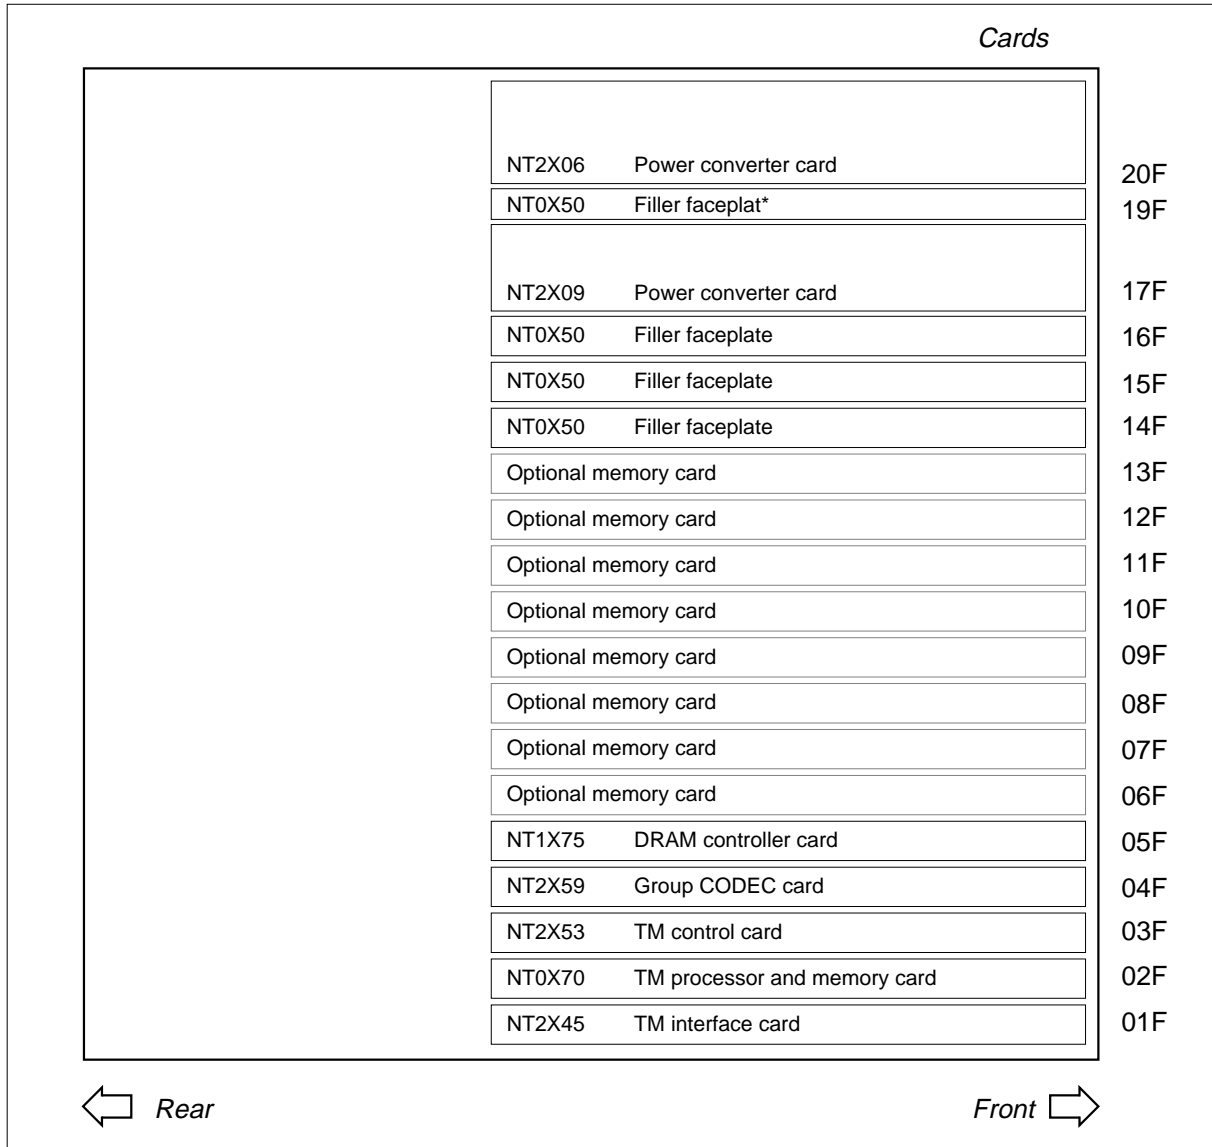 Cards
NT2X06 Power converter card 20F
NT0X50 Filler faceplat* 19F
NT2X09 Power converter card 17F
NT0X50 Filler faceplate 16F
NT0X50 Filler faceplate 15F
NT0X50 Filler faceplate 14F
Optional memory card 13F
Optional memory card 12F
Optional memory card 11F
Optional memory card 10F
Optional memory card 09F
Optional memory card 08F
Optional memory card 07F
Optional memory card 06F
NT1X75 DRAM controller card 05F
NT2X59 Group CODEC card 04F
NT2X53 TM control card 03F
NT0X70 TM processor and memory card 02F
NT2X45 TM interface card 01F
Rear Front